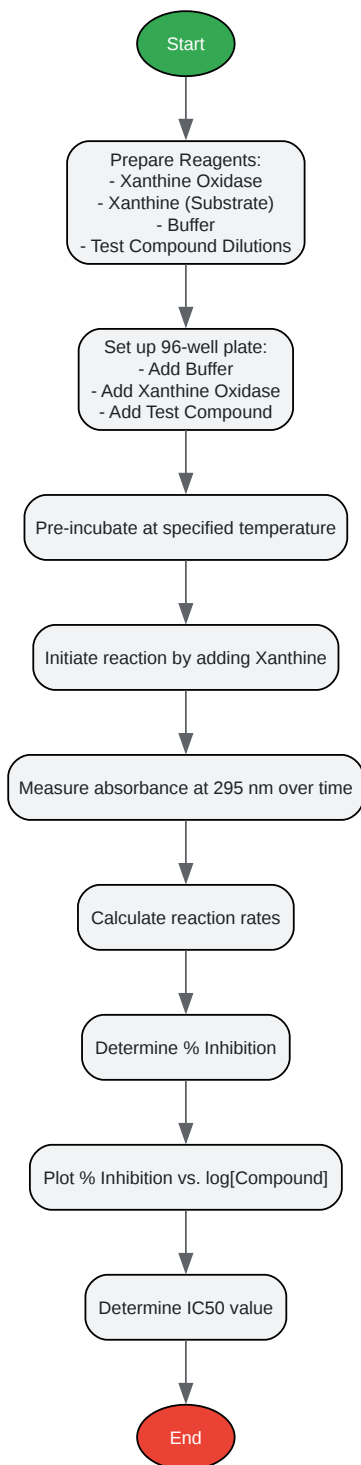 Start
Prepare Reagents:
- Xanthine Oxidase
- Xanthine (Substrate)
- Buffer
- Test Compound Dilutions
Set up 96-well plate:
- Add Buffer
- Add Xanthine Oxidase
- Add Test Compound
Pre-incubate at specified temperature
Initiate reaction by adding Xanthine
Measure absorbance at 295 nm over time
Calculate reaction rates
Determine % Inhibition
Plot % Inhibition vs. log[Compound]
Determine IC50 value
End